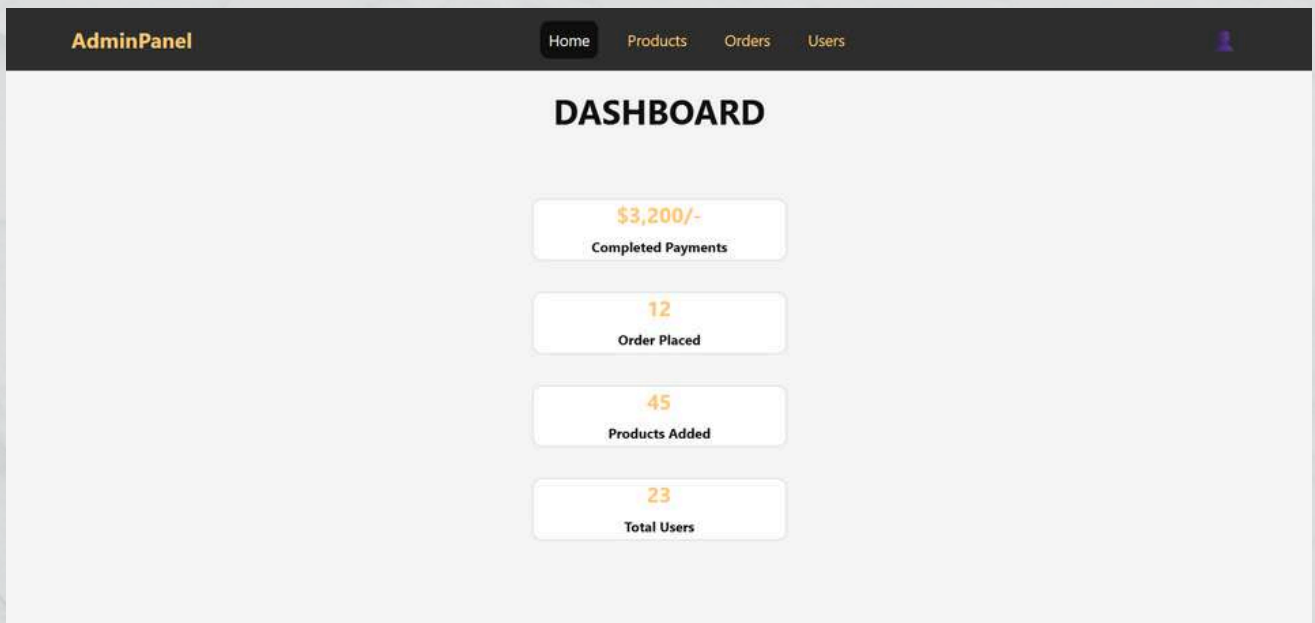 AdminPanel Home Products Orders Users
DASHBOARD
$3,200/-
Completed Payments
12
Order Placed
45
Products Added
23
Total Users